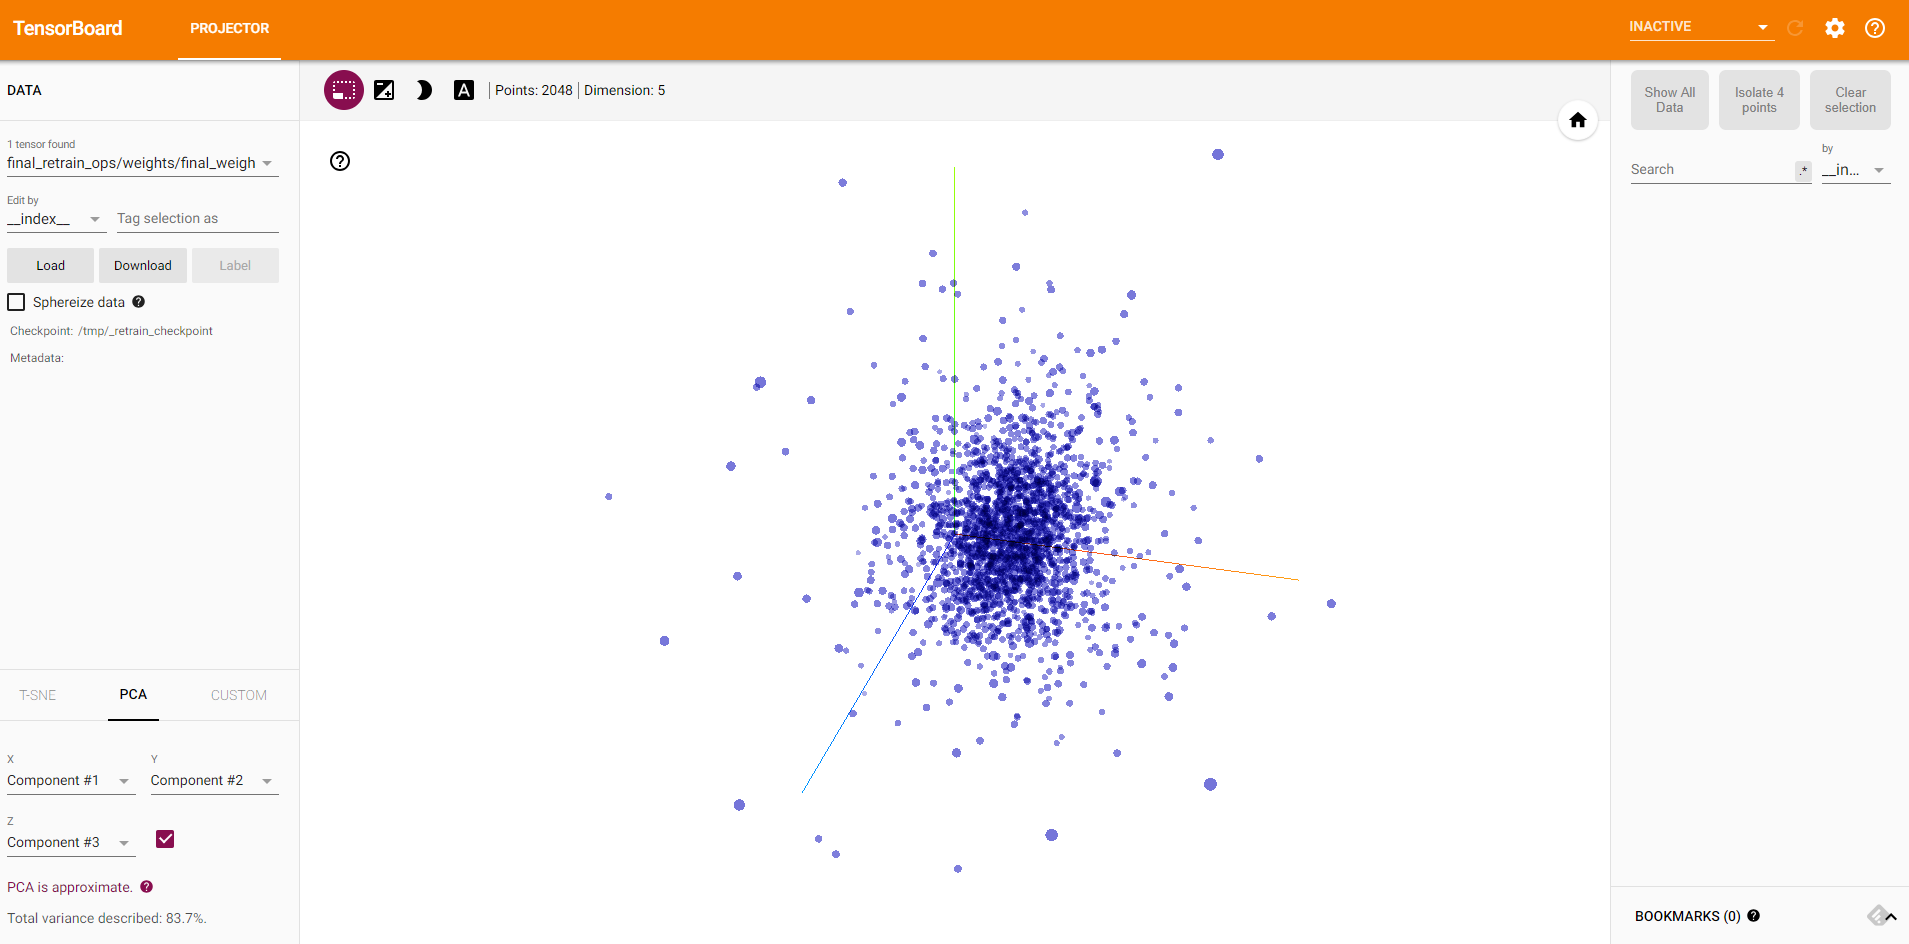 TensorBoard
PROJECTOR
INACTIVE
DATA
Points: 2048
Dimension: 5
1 tensor found
final_retrain_ops/weights/final_weigh
Edit by
__index__
Tag selection as
Load
Download
Label
Sphereize data
Checkpoint: /tmp/_retrain_checkpoint
Metadata:
T-SNE
PCA
CUSTOM
X
Component #1
Y
Component #2
Z
Component #3
PCA is approximate.
Total variance described: 83.7%.
Show All
Data
Isolate 4
points
Clear
selection
Search
.*
by
__in...
BOOKMARKS (0)